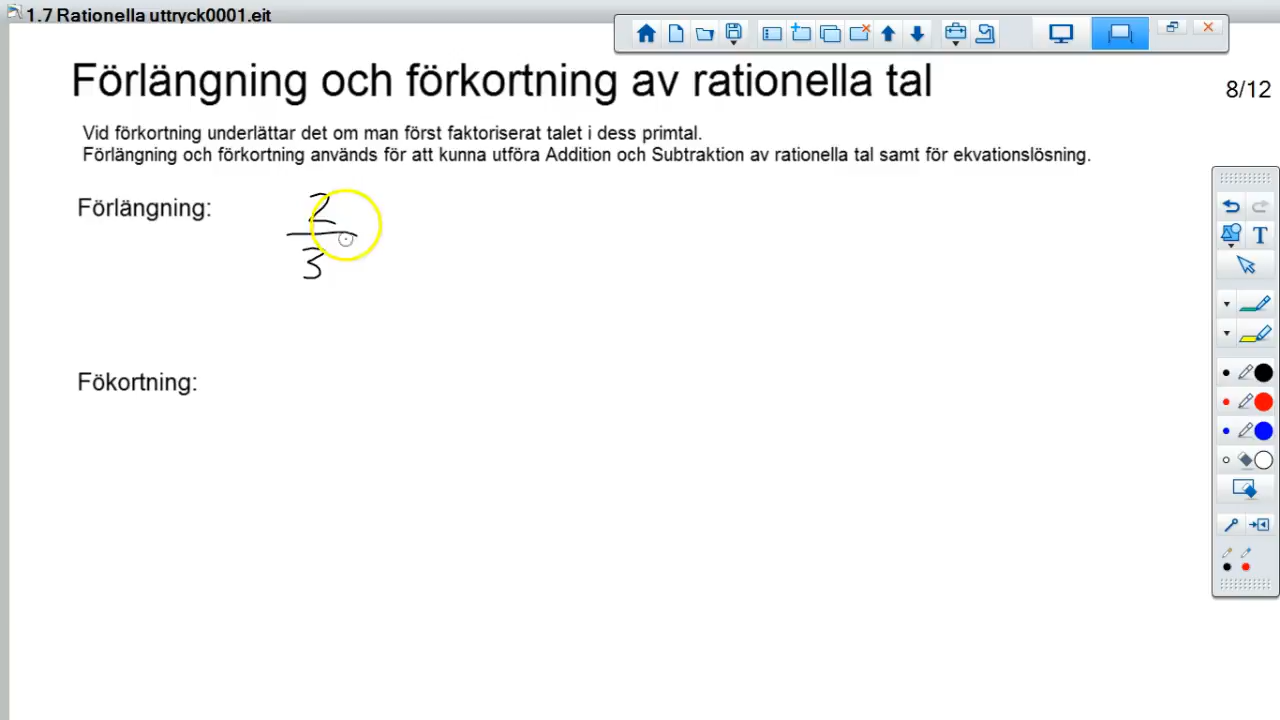 1.7 Rationella uttryck0001.eit
Förlängning och förkortning av rationella tal
8/12
Vid förkortning underlättar det om man först faktoriserat talet i dess primtal.
Förlängning och förkortning används för att kunna utföra Addition och Subtraktion av rationella tal samt för ekvationslösning.
Förlängning:
2
3
Fökortning:
T